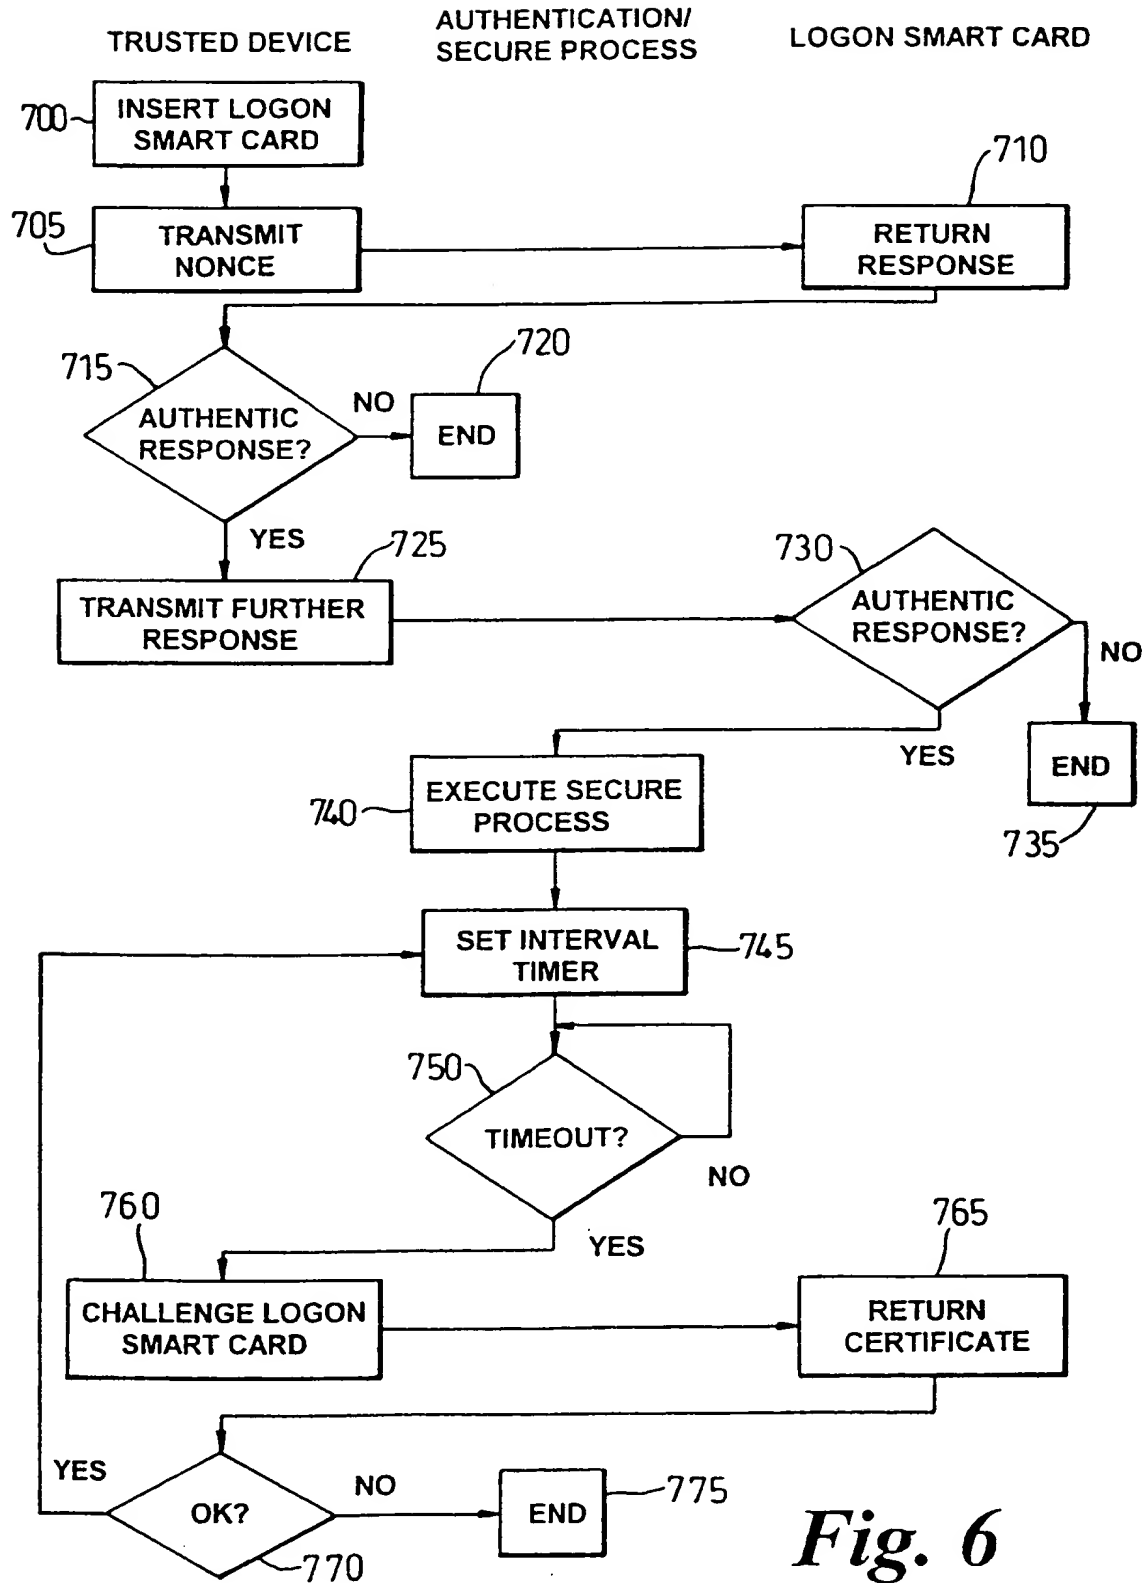 TRUSTED DEVICE
AUTHENTICATION/
SECURE PROCESS
LOGON SMART CARD
700
INSERT LOGON
SMART CARD
705
TRANSMIT
NONCE
710
RETURN
RESPONSE
715
AUTHENTIC
RESPONSE?
NO
720
END
YES
725
TRANSMIT FURTHER
RESPONSE
730
AUTHENTIC
RESPONSE?
NO
YES
END
735
740
EXECUTE SECURE
PROCESS
SET INTERVAL
TIMER
745
750
TIMEOUT?
NO
YES
760
CHALLENGE LOGON
SMART CARD
765
RETURN
CERTIFICATE
YES
OK?
NO
END
775
770
Fig. 6